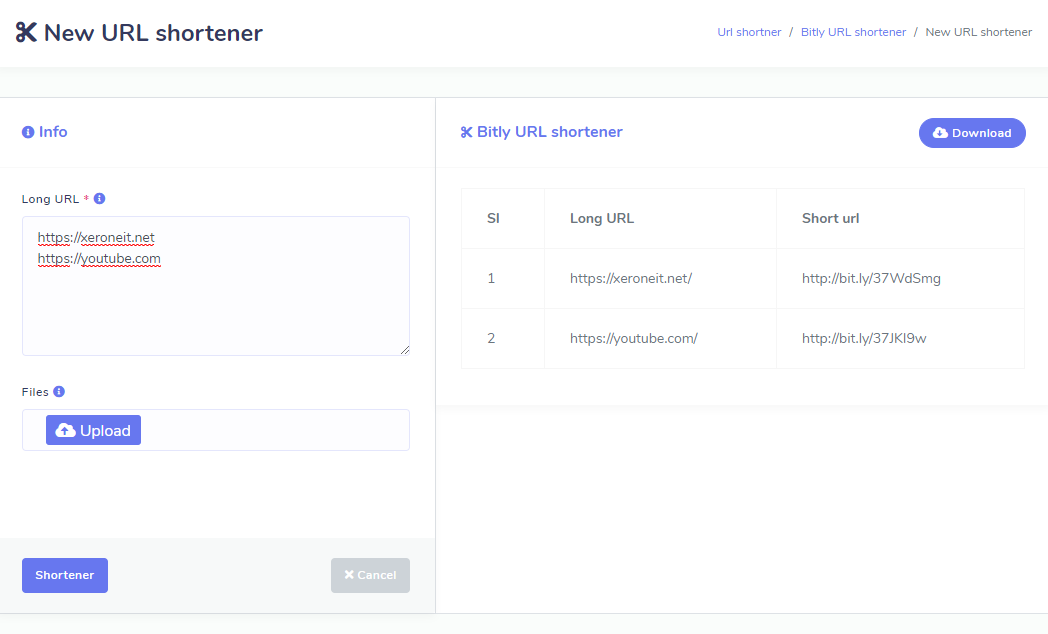 New URL shortener
Url shortner / Bitly URL shortener / New URL shortener
Info
Long URL *
https://xeroneit.net
https://youtube.com
Files
Upload
Shortener
Cancel
Bitly URL shortener
Download
Sl Long URL Short url
1 https://xeroneit.net/ http://bit.ly/37WdSmg
2 https://youtube.com/ http://bit.ly/37JKI9w